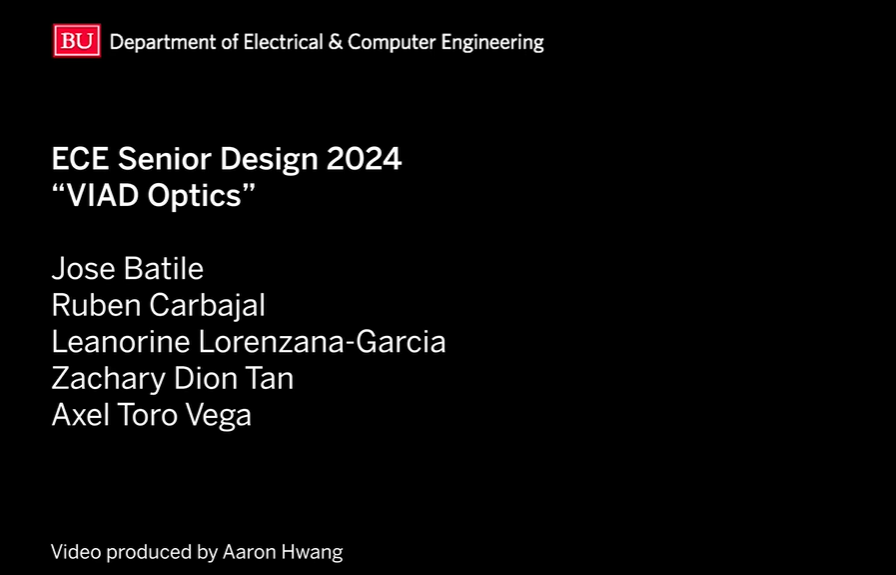 BU Department of Electrical & Computer Engineering
ECE Senior Design 2024
“VIAD Optics”
Jose Batile
Ruben Carbajal
Leanorine Lorenzana-Garcia
Zachary Dion Tan
Axel Toro Vega
Video produced by Aaron Hwang